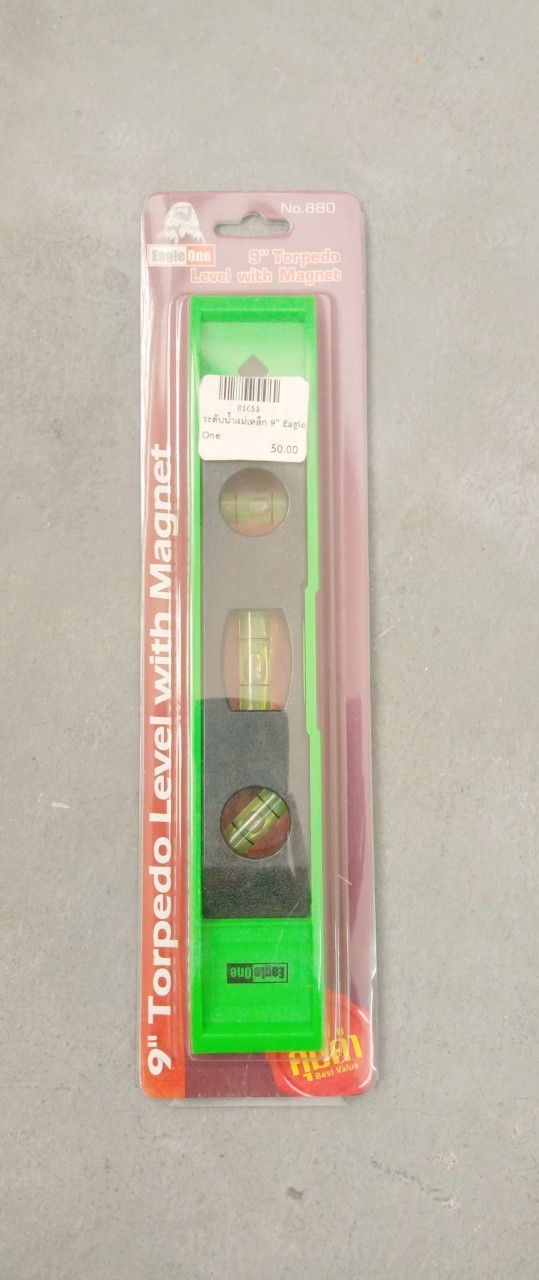 No.880
Eagle One
9" Torpedo
Level with Magnet
01053
ระดับน้ำแม่เหล็ก 9" Eagle
One
50.00
9" Torpedo Level with Magnet
Eagle One
คุ้มค่า
Best Value